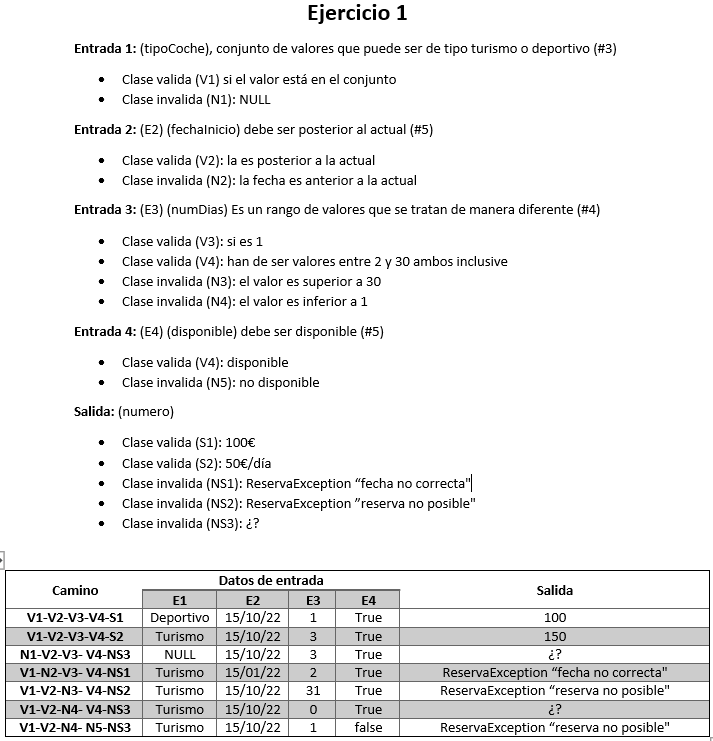 Ejercicio 1
Entrada 1: (tipoCoche), conjunto de valores que puede ser de tipo turismo o deportivo (#3)
• Clase valida (V1) si el valor está en el conjunto
• Clase invalida (N1): NULL
Entrada 2: (E2) (fechaInicio) debe ser posterior al actual (#5)
• Clase valida (V2): la es posterior a la actual
• Clase invalida (N2): la fecha es anterior a la actual
Entrada 3: (E3) (numDias) Es un rango de valores que se tratan de manera diferente (#4)
• Clase valida (V3): si es 1
• Clase valida (V4): han de ser valores entre 2 y 30 ambos inclusive
• Clase invalida (N3): el valor es superior a 30
• Clase invalida (N4): el valor es inferior a 1
Entrada 4: (E4) (disponible) debe ser disponible (#5)
• Clase valida (V4): disponible
• Clase invalida (N5): no disponible
Salida: (numero)
• Clase valida (S1): 100€
• Clase valida (S2): 50€/día
• Clase invalida (NS1): ReservaException “fecha no correcta"
• Clase invalida (NS2): ReservaException ”reserva no posible"
• Clase invalida (NS3): ¿?
Camino Datos de entrada Salida
E1 E2 E3 E4
V1-V2-V3-V4-S1 Deportivo 15/10/22 1 True 100
V1-V2-V3-V4-S2 Turismo 15/10/22 3 True 150
N1-V2-V3- V4-NS3 NULL 15/10/22 3 True ¿?
V1-N2-V3- V4-NS1 Turismo 15/01/22 2 True ReservaException “fecha no correcta"
V1-V2-N3- V4-NS2 Turismo 15/10/22 31 True ReservaException “reserva no posible"
V1-V2-N4- V4-NS3 Turismo 15/10/22 0 True ¿?
V1-V2-N4- N5-NS3 Turismo 15/10/22 1 false ReservaException “reserva no posible"